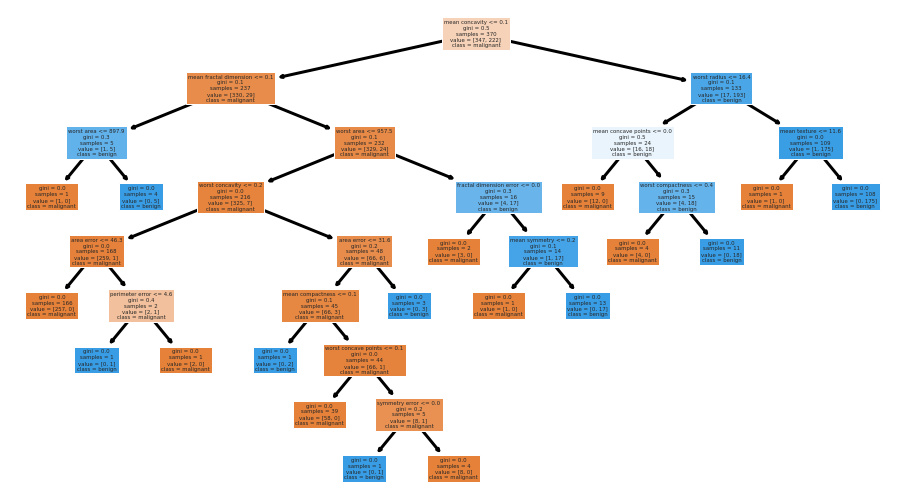 mean concavity <= 0.1
gini = 0.5
samples = 370
value = [347, 222]
class = malignant
mean fractal dimension <= 0.1
gini = 0.1
samples = 237
value = [330, 29]
class = malignant
worst radius <= 16.4
gini = 0.1
samples = 133
value = [17, 193]
class = benign
worst area <= 897.9
gini = 0.3
samples = 5
value = [1, 5]
class = benign
worst area <= 957.5
gini = 0.1
samples = 232
value = [329, 24]
class = malignant
mean concave points <= 0.0
gini = 0.5
samples = 24
value = [16, 18]
class = benign
mean texture <= 11.6
gini = 0.0
samples = 109
value = [1, 175]
class = benign
gini = 0.0
samples = 1
value = [1, 0]
class = malignant
gini = 0.0
samples = 4
value = [0, 5]
class = benign
worst concavity <= 0.2
gini = 0.0
samples = 216
value = [325, 7]
class = malignant
fractal dimension error <= 0.0
gini = 0.3
samples = 16
value = [4, 17]
class = benign
gini = 0.0
samples = 9
value = [12, 0]
class = malignant
worst compactness <= 0.4
gini = 0.3
samples = 15
value = [4, 18]
class = benign
gini = 0.0
samples = 1
value = [1, 0]
class = malignant
gini = 0.0
samples = 108
value = [0, 175]
class = benign
area error <= 46.3
gini = 0.0
samples = 168
value = [259, 1]
class = malignant
area error <= 31.6
gini = 0.2
samples = 48
value = [66, 6]
class = malignant
gini = 0.0
samples = 2
value = [3, 0]
class = malignant
mean symmetry <= 0.2
gini = 0.1
samples = 14
value = [1, 17]
class = benign
gini = 0.0
samples = 4
value = [4, 0]
class = malignant
gini = 0.0
samples = 11
value = [0, 18]
class = benign
gini = 0.0
samples = 166
value = [257, 0]
class = malignant
perimeter error <= 4.6
gini = 0.4
samples = 2
value = [2, 1]
class = malignant
mean compactness <= 0.1
gini = 0.1
samples = 45
value = [66, 3]
class = malignant
gini = 0.0
samples = 3
value = [0, 3]
class = benign
gini = 0.0
samples = 1
value = [1, 0]
class = malignant
gini = 0.0
samples = 13
value = [0, 17]
class = benign
gini = 0.0
samples = 1
value = [0, 1]
class = benign
gini = 0.0
samples = 1
value = [2, 0]
class = malignant
gini = 0.0
samples = 1
value = [0, 2]
class = benign
worst concave points <= 0.1
gini = 0.0
samples = 44
value = [66, 1]
class = malignant
gini = 0.0
samples = 39
value = [58, 0]
class = malignant
symmetry error <= 0.0
gini = 0.2
samples = 5
value = [8, 1]
class = malignant
gini = 0.0
samples = 1
value = [0, 1]
class = benign
gini = 0.0
samples = 4
value = [8, 0]
class = malignant